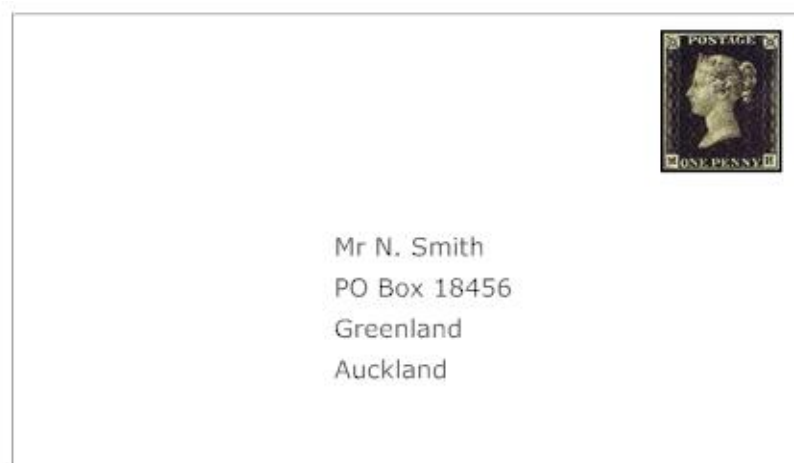 POSTAGE
M ONE PENNY H
Mr N. Smith
PO Box 18456
Greenland
Auckland